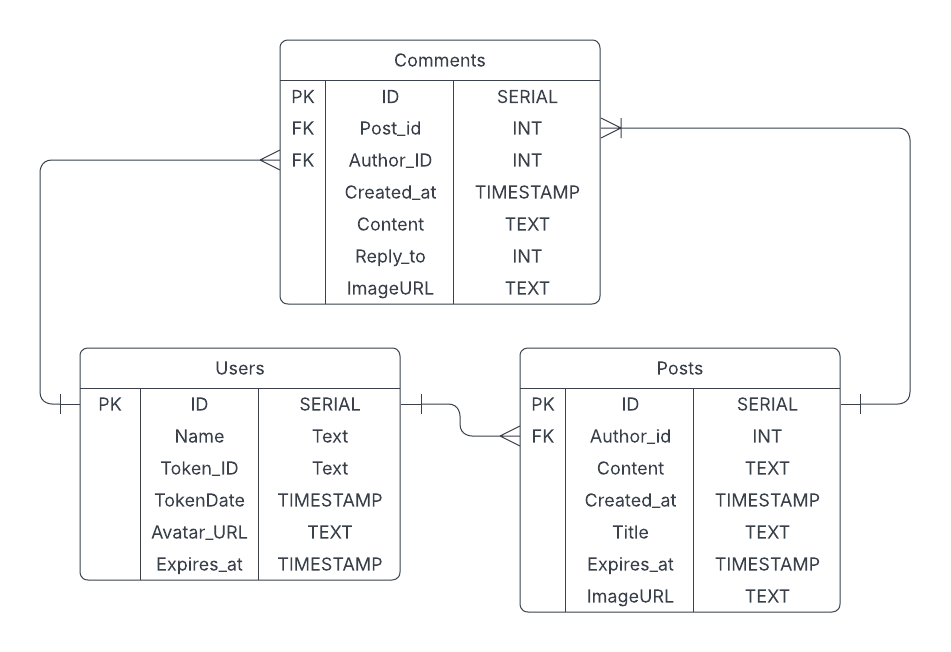 Comments
PK ID SERIAL
FK Post_id INT
FK Author_ID INT
Created_at TIMESTAMP
Content TEXT
Reply_to INT
ImageURL TEXT
Users
PK ID SERIAL
Name Text
Token_ID Text
TokenDate TIMESTAMP
Avatar_URL TEXT
Expires_at TIMESTAMP
Posts
PK ID SERIAL
FK Author_id INT
Content TEXT
Created_at TIMESTAMP
Title TEXT
Expires_at TIMESTAMP
ImageURL TEXT